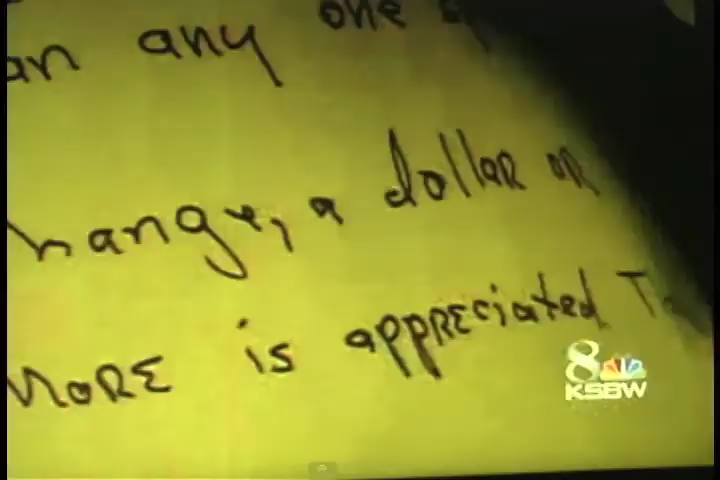 an any one
hange, a dollar or
more is appreciated T
8
KSBW